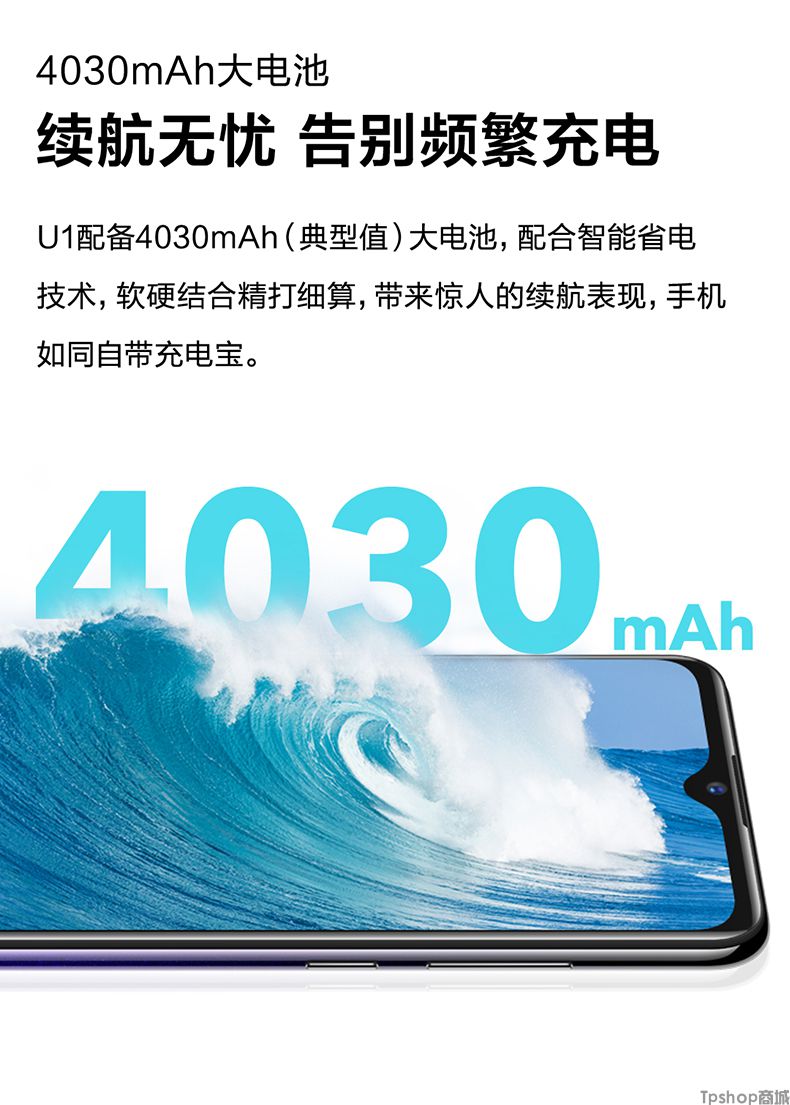 4030mAh大电池
续航无忧 告别频繁充电
U1配备4030mAh（典型值）大电池，配合智能省电
技术，软硬结合精打细算，带来惊人的续航表现，手机
如同自带充电宝。
4030mAh
Tpshop商城